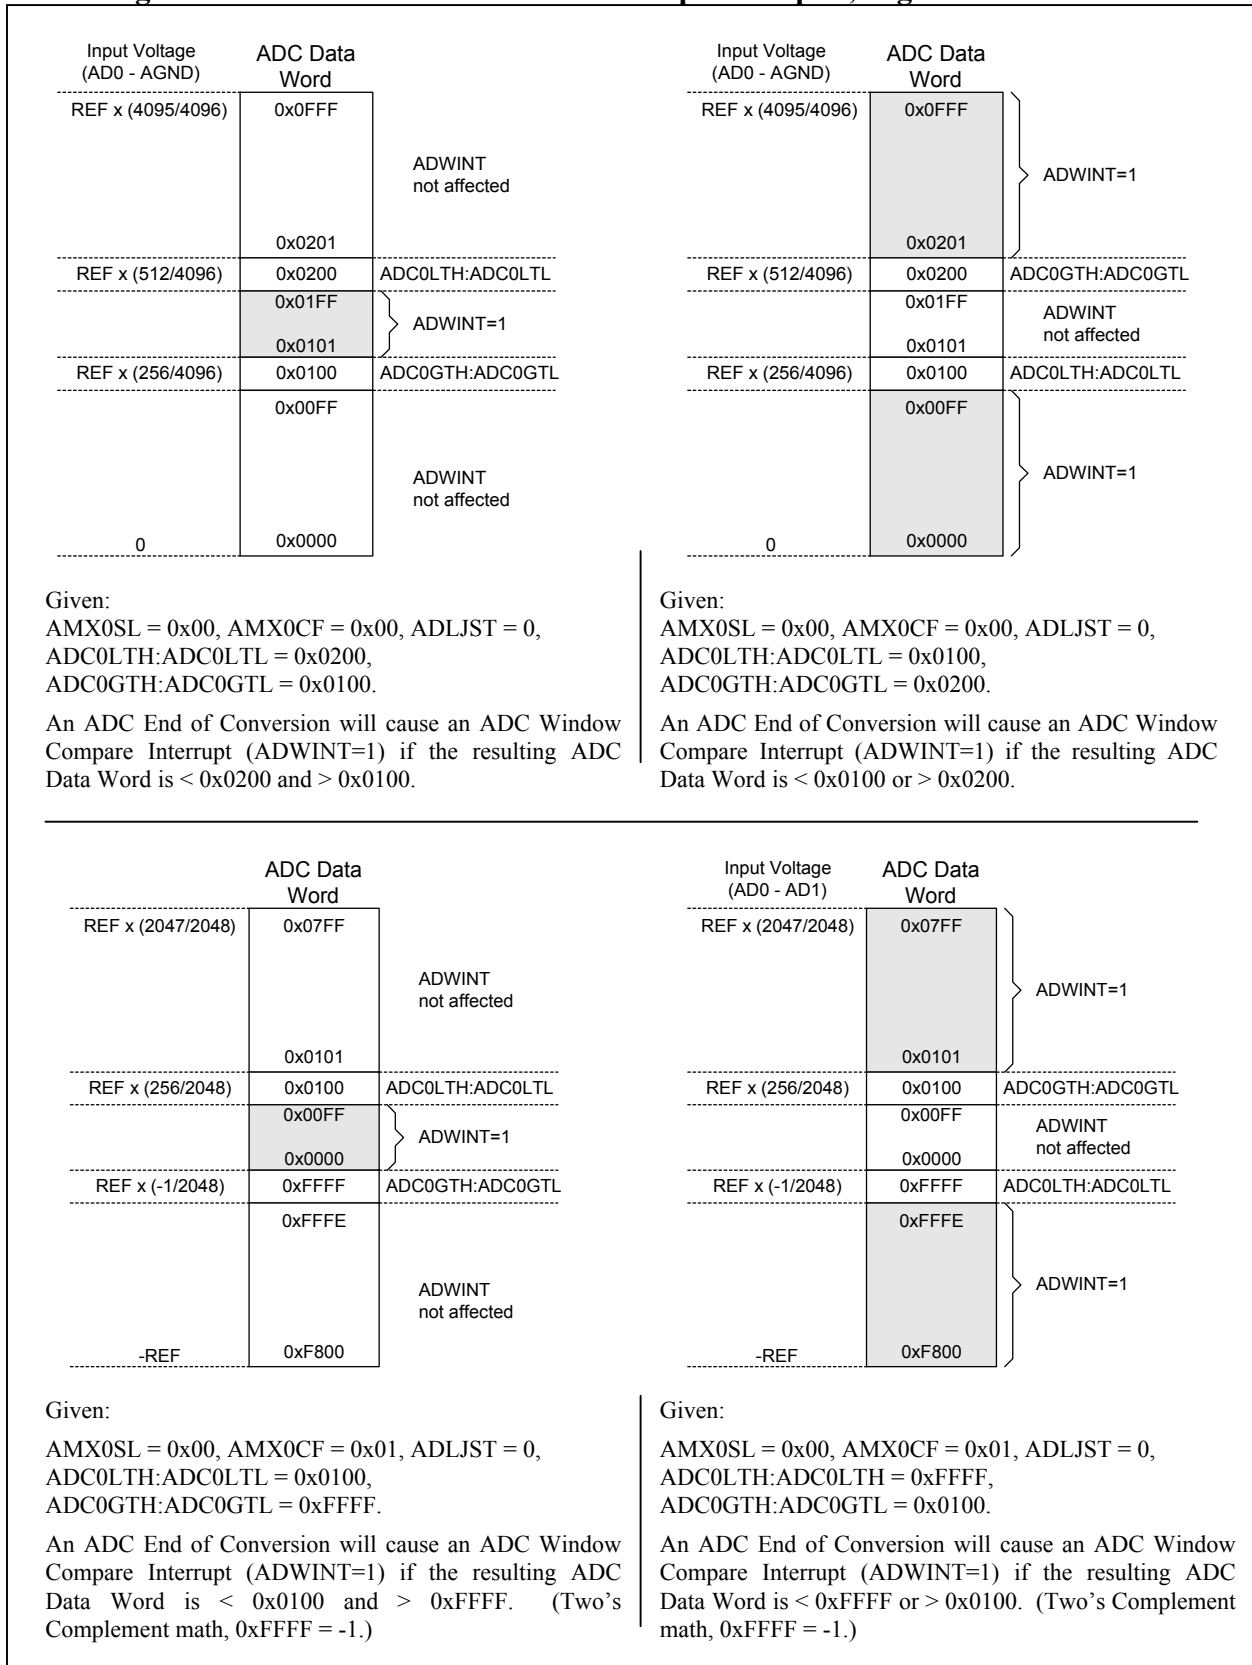 Input Voltage
(AD0 - AGND)
ADC Data
Word
REF x (4095/4096)
0x0FFF
ADWINT
not affected
0x0201
REF x (512/4096)
0x0200
ADC0LTH:ADC0LTL
0x01FF
ADWINT=1
0x0101
REF x (256/4096)
0x0100
ADC0GTH:ADC0GTL
0x00FF
ADWINT
not affected
0
0x0000
Given:
AMX0SL = 0x00, AMX0CF = 0x00, ADLJST = 0,
ADC0LTH:ADC0LTL = 0x0200,
ADC0GTH:ADC0GTL = 0x0100.
An ADC End of Conversion will cause an ADC Window
Compare Interrupt (ADWINT=1) if the resulting ADC
Data Word is < 0x0200 and > 0x0100.
Input Voltage
(AD0 - AGND)
ADC Data
Word
REF x (4095/4096)
0x0FFF
ADWINT=1
0x0201
REF x (512/4096)
0x0200
ADC0GTH:ADC0GTL
0x01FF
ADWINT
not affected
0x0101
REF x (256/4096)
0x0100
ADC0LTH:ADC0LTL
0x00FF
ADWINT=1
0
0x0000
Given:
AMX0SL = 0x00, AMX0CF = 0x00, ADLJST = 0,
ADC0LTH:ADC0LTL = 0x0100,
ADC0GTH:ADC0GTL = 0x0200.
An ADC End of Conversion will cause an ADC Window
Compare Interrupt (ADWINT=1) if the resulting ADC
Data Word is < 0x0100 or > 0x0200.
ADC Data
Word
REF x (2047/2048)
0x07FF
ADWINT
not affected
0x0101
REF x (256/2048)
0x0100
ADC0LTH:ADC0LTL
0x00FF
ADWINT=1
0x0000
REF x (-1/2048)
0xFFFF
ADC0GTH:ADC0GTL
0xFFFE
ADWINT
not affected
-REF
0xF800
Given:
AMX0SL = 0x00, AMX0CF = 0x01, ADLJST = 0,
ADC0LTH:ADC0LTL = 0x0100,
ADC0GTH:ADC0GTL = 0xFFFF.
An ADC End of Conversion will cause an ADC Window
Compare Interrupt (ADWINT=1) if the resulting ADC
Data Word is < 0x0100 and > 0xFFFF. (Two's
Complement math, 0xFFFF = -1.)
Input Voltage
(AD0 - AD1)
ADC Data
Word
REF x (2047/2048)
0x07FF
ADWINT=1
0x0101
REF x (256/2048)
0x0100
ADC0GTH:ADC0GTL
0x00FF
ADWINT
not affected
0x0000
REF x (-1/2048)
0xFFFF
ADC0LTH:ADC0LTL
0xFFFE
ADWINT=1
-REF
0xF800
Given:
AMX0SL = 0x00, AMX0CF = 0x01, ADLJST = 0,
ADC0LTH:ADC0LTH = 0xFFFF,
ADC0GTH:ADC0GTL = 0x0100.
An ADC End of Conversion will cause an ADC Window
Compare Interrupt (ADWINT=1) if the resulting ADC
Data Word is < 0xFFFF or > 0x0100. (Two's Complement
math, 0xFFFF = -1.)